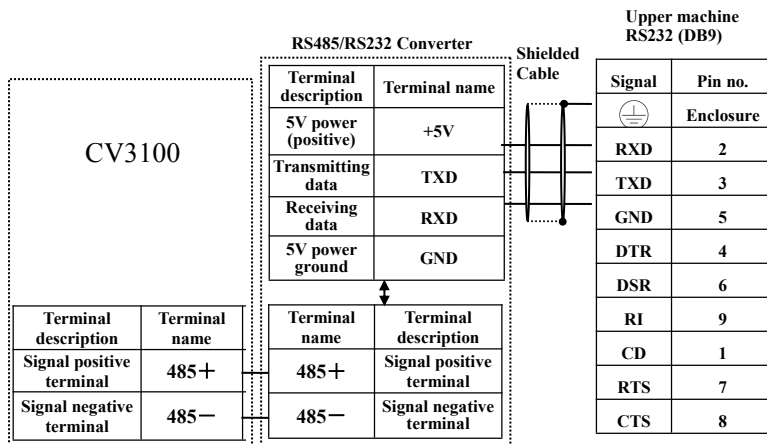 Upper machine
RS232 (DB9)
RS485/RS232 Converter
Shielded
Cable
CV3100
Terminal
description
Terminal name
5V power
(positive)
+5V
Transmitting
data
TXD
Receiving
data
RXD
5V power
ground
GND
Signal
Pin no.
Enclosure
RXD
2
TXD
3
GND
5
DTR
4
DSR
6
RI
9
CD
1
RTS
7
CTS
8
Terminal
description
Terminal
name
Signal positive
terminal
485+
Signal negative
terminal
485−
Terminal
name
Terminal
description
485+
Signal positive
terminal
485−
Signal negative
terminal